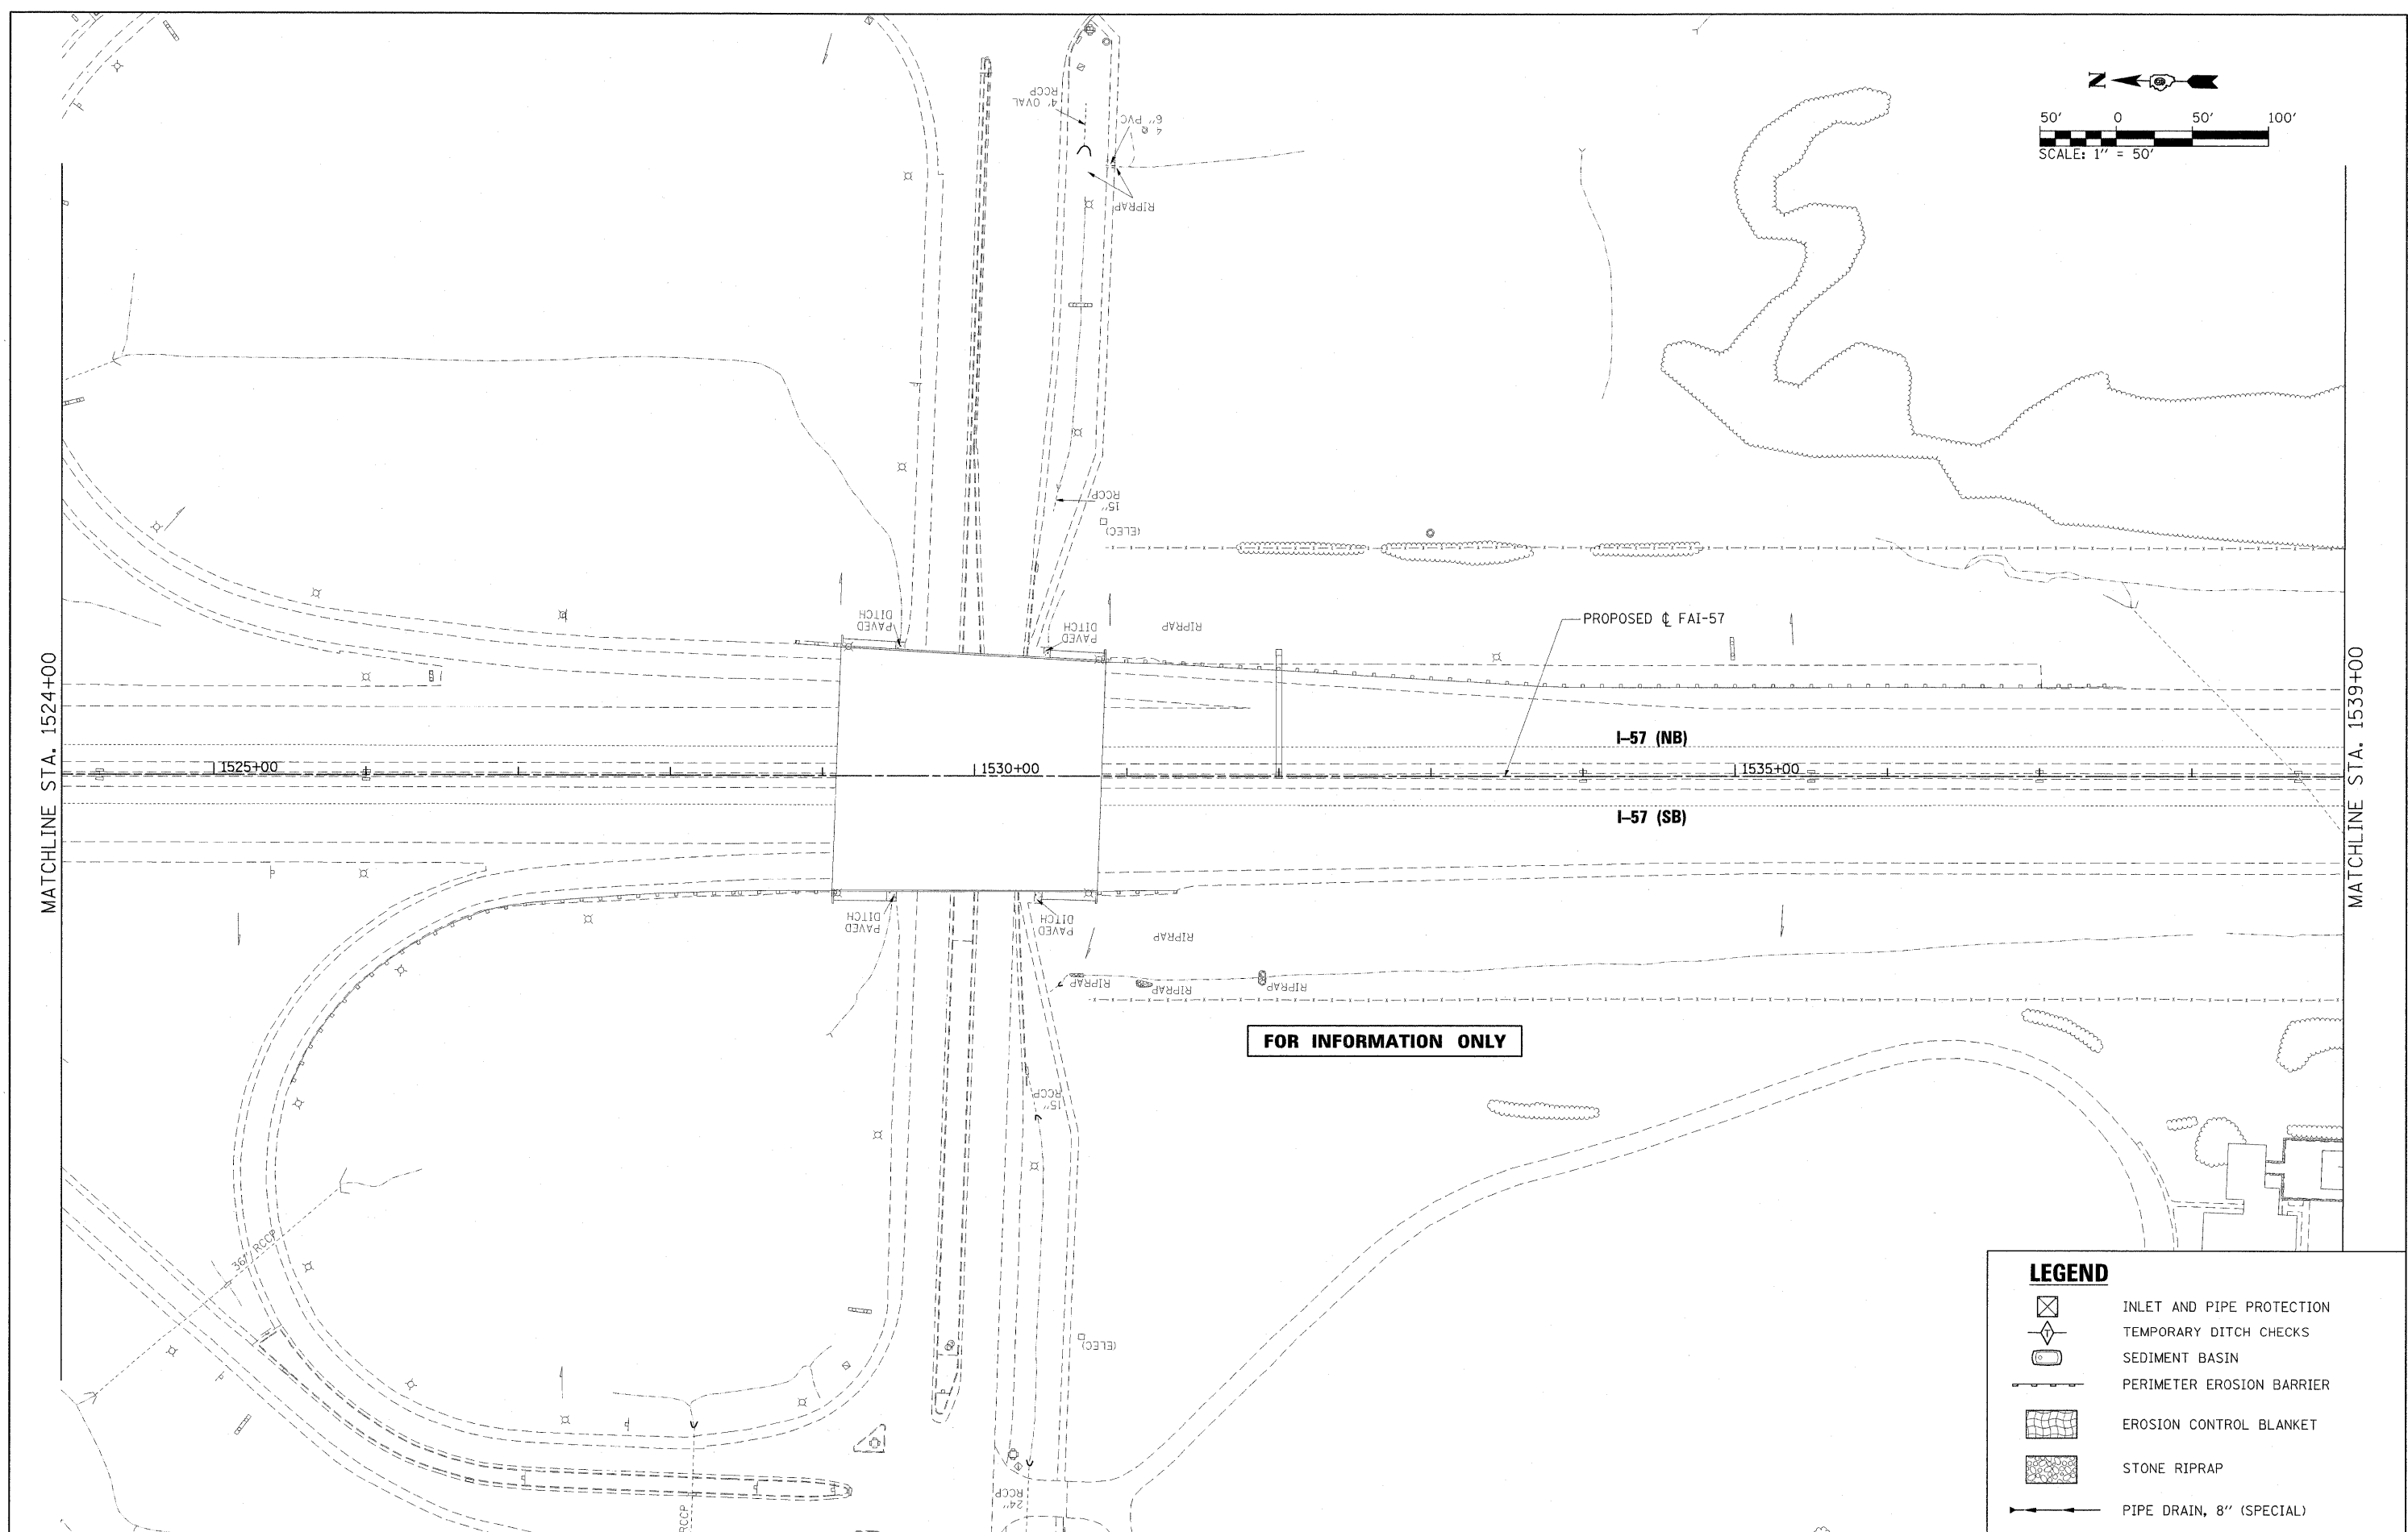 RCCP
4' OVAL
6" PVC
4 @
RIPRAP
N
50'
0
50'
100'
SCALE: 1" = 50'
RCCP
15"
(ELEC)
DITCH
PAVED
DITCH
PAVED
RIPRAP
PROPOSED ℄ FAI-57
MATCHLINE STA. 1524+00
MATCHLINE STA. 1539+00
I-57 (NB)
1525+00
1530+00
1535+00
I-57 (SB)
DITCH
PAVED
DITCH
PAVED
RIPRAP
RIPRAP
RIPRAP
RIPRAP
FOR INFORMATION ONLY
RCCP
15"
36" RCCP
(ELEC)
RCCP
24"
RCCP
LEGEND
INLET AND PIPE PROTECTION
T
TEMPORARY DITCH CHECKS
SEDIMENT BASIN
PERIMETER EROSION BARRIER
EROSION CONTROL BLANKET
STONE RIPRAP
PIPE DRAIN, 8" (SPECIAL)